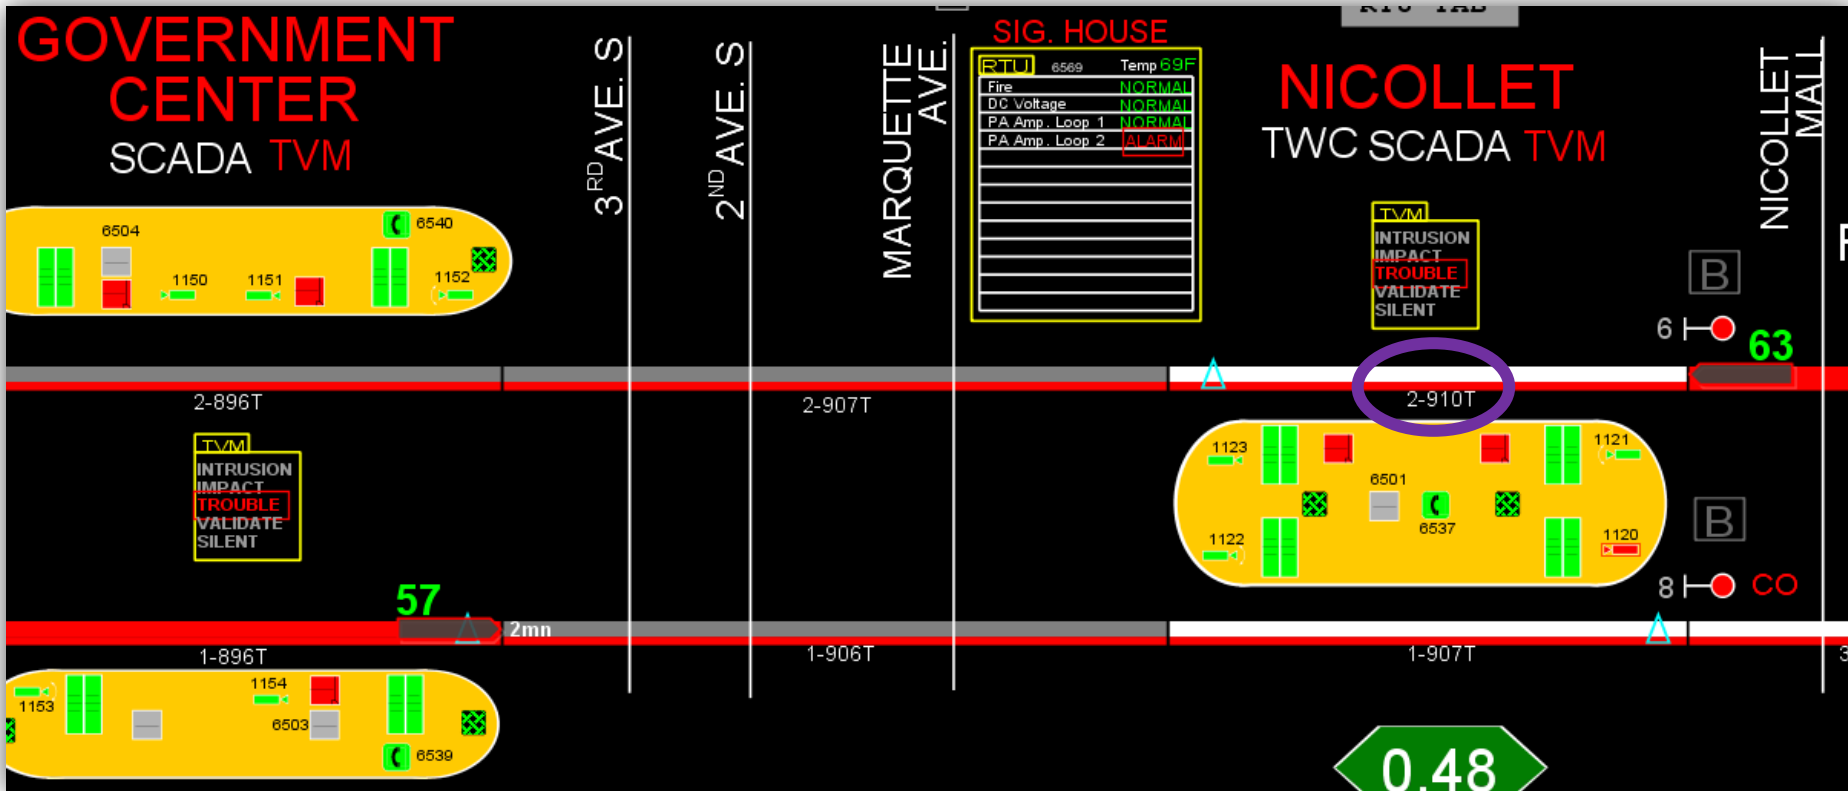 GOVERNMENT
CENTER
SCADA TVM
6504
6540
1150
1151
1152
3RD AVE. S
2ND AVE. S
MARQUETTE
AVE.
SIG. HOUSE
RTU 6569 Temp 69F
Fire NORMAL
DC Voltage NORMAL
PA Amp. Loop 1 NORMAL
PA Amp. Loop 2 ALARM
RTU TAB
NICOLLET
TWC SCADA TVM
NICOLLET
MALL
TVM
INTRUSION
IMPACT
TROUBLE
VALIDATE
SILENT
B
6
63
2-896T
2-907T
2-910T
TVM
INTRUSION
IMPACT
TROUBLE
VALIDATE
SILENT
1123
1121
6501
6537
1122
1120
B
8 CO
57
2mn
1-896T
1-906T
1-907T
1153
1154
6503
6539
0.48